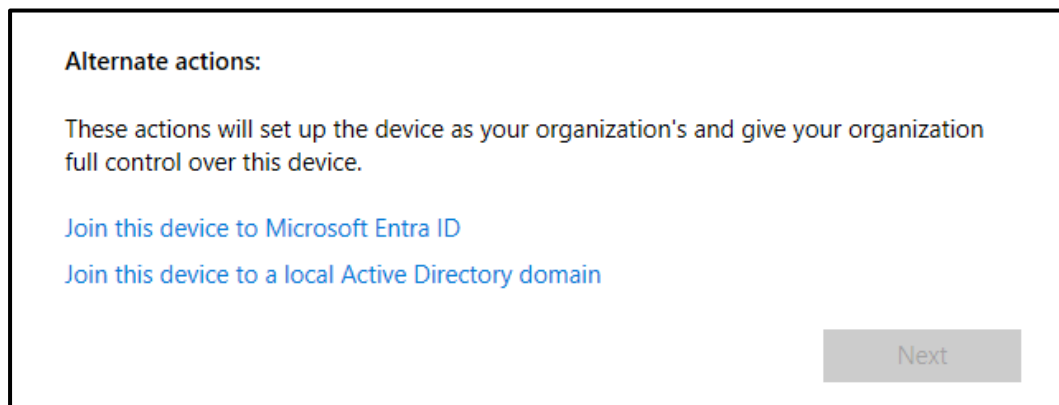 Alternate actions:
These actions will set up the device as your organization's and give your organization
full control over this device.
Join this device to Microsoft Entra ID
Join this device to a local Active Directory domain
Next